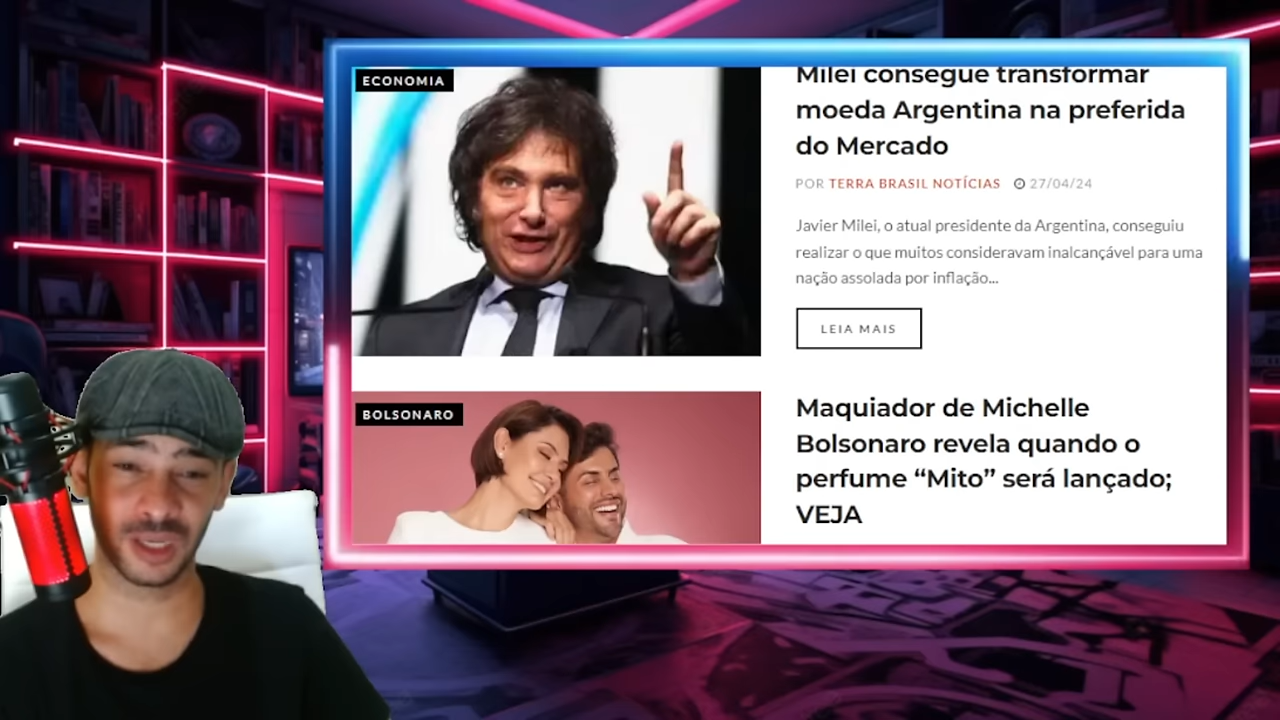 ECONOMIA
Milei consegue transformar
moeda Argentina na preferida
do Mercado
POR TERRA BRASIL NOTÍCIAS 27/04/24
Javier Milei, o atual presidente da Argentina, conseguiu
realizar o que muitos consideravam inalcançável para uma
nação assolada por inflação...
LEIA MAIS
BOLSONARO
Maquiador de Michelle
Bolsonaro revela quando o
perfume “Mito” será lançado;
VEJA